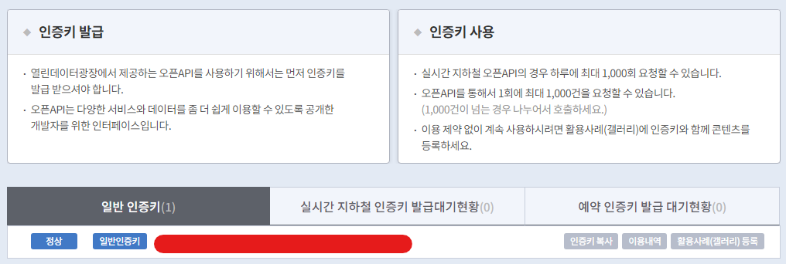 인증키 발급
· 열린데이터광장에서 제공하는 오픈API를 사용하기 위해서는 먼저 인증키를
발급 받으셔야 합니다.
· 오픈API는 다양한 서비스와 데이터를 좀 더 쉽게 이용할 수 있도록 공개한
개발자를 위한 인터페이스입니다.
인증키 사용
· 실시간 지하철 오픈API의 경우 하루에 최대 1,000회 요청할 수 있습니다.
· 오픈API를 통해서 1회에 최대 1,000건을 요청할 수 있습니다.
(1,000건이 넘는 경우 나누어서 호출하세요.)
· 이용 제약 없이 계속 사용하시려면 활용사례(갤러리)에 인증키와 함께 콘텐츠를
등록하세요.
일반 인증키(1) 실시간 지하철 인증키 발급대기현황(0) 예약 인증키 발급 대기현황(0)
정상 일반인증키 인증키 복사 이용내역 활용사례(갤러리) 등록